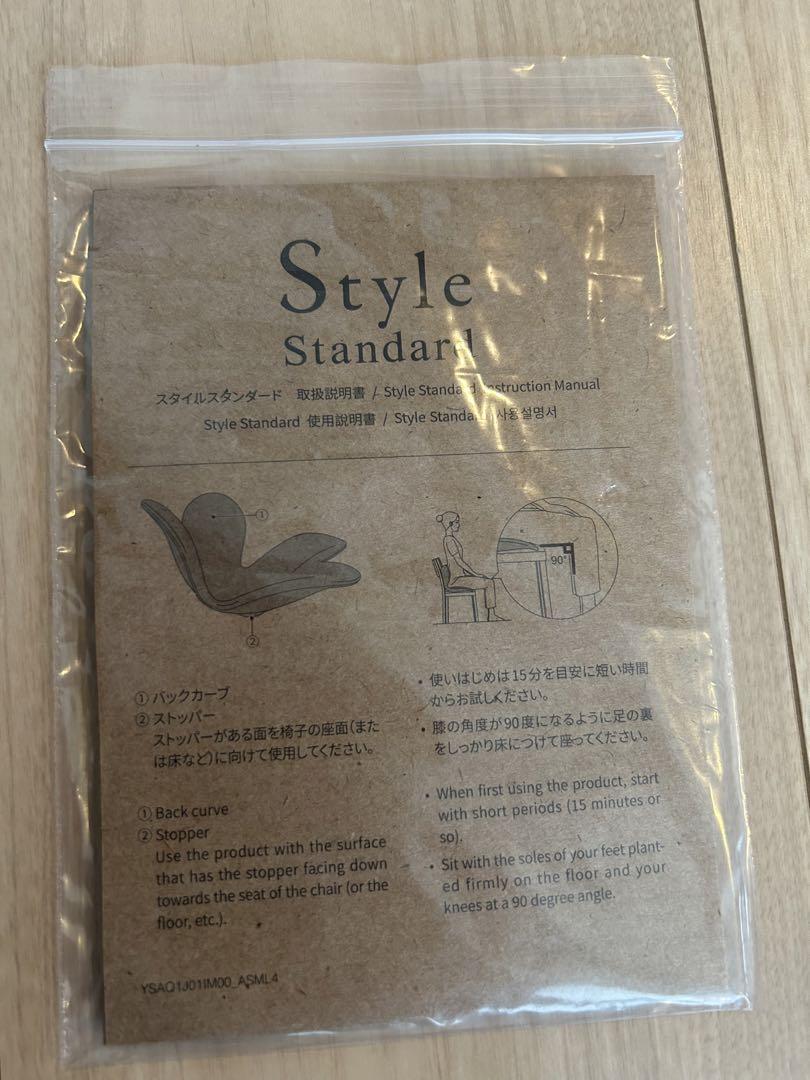 Style
Standard
スタイルスタンダード 取扱説明書 / Style Standard Instruction Manual
Style Standard 使用說明書 / Style Standard 사용설명서
①
②
90°
① バックカーブ
② ストッパー
ストッパーがある面を椅子の座面（また
は床など）に向けて使用してください。
① Back curve
② Stopper
Use the product with the surface
that has the stopper facing down
towards the seat of the chair (or the
floor, etc.).
・使いはじめは15分を目安に短い時間
からお試しください。
・膝の角度が90度になるように足の裏
をしっかり床につけて座ってください。
• When first using the product, start
with short periods (15 minutes or
so).
• Sit with the soles of your feet plant-
ed firmly on the floor and your
knees at a 90 degree angle.
YSAQ1J01IM00_ASML4